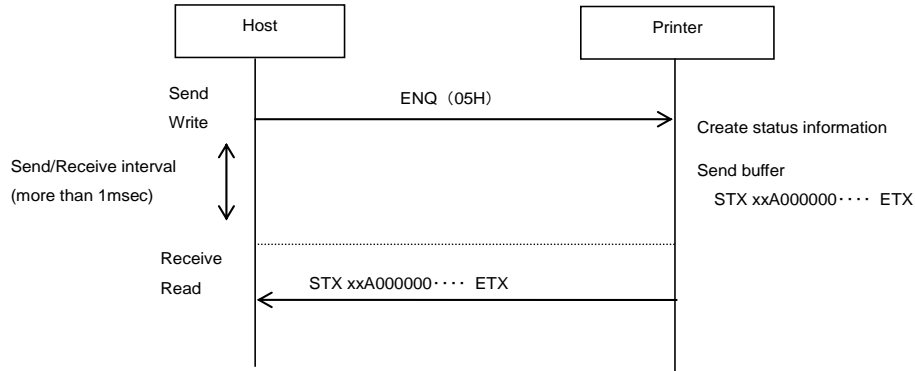 Host
Printer
Send
Write
ENQ（05H）
Create status information
Send/Receive interval
(more than 1msec)
Send buffer
STX xxA000000････ ETX
Receive
Read
STX xxA000000････ ETX